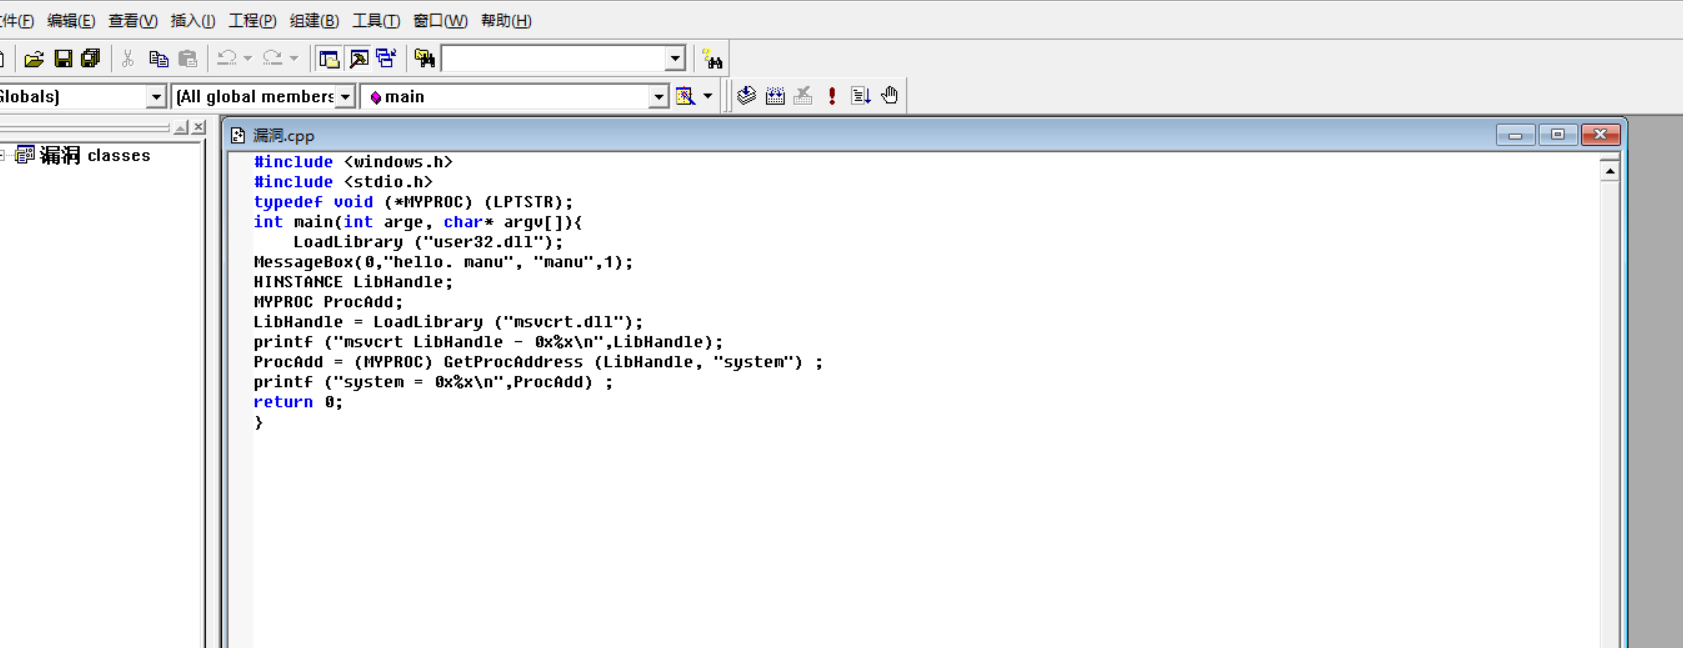 件(F) 编辑(E) 查看(V) 插入(I) 工程(P) 组建(B) 工具(T) 窗口(W) 帮助(H)
Globals) (All global members main
漏洞 classes
漏洞.cpp
#include <windows.h>
#include <stdio.h>
typedef void (*MYPROC) (LPTSTR);
int main(int arge, char* argv[]){
LoadLibrary ("user32.dll");
MessageBox(0,"hello. manu", "manu",1);
HINSTANCE LibHandle;
MYPROC ProcAdd;
LibHandle = LoadLibrary ("msvcrt.dll");
printf ("msvcrt LibHandle - 0x%x\n",LibHandle);
ProcAdd = (MYPROC) GetProcAddress (LibHandle, "system") ;
printf ("system = 0x%x\n",ProcAdd) ;
return 0;
}